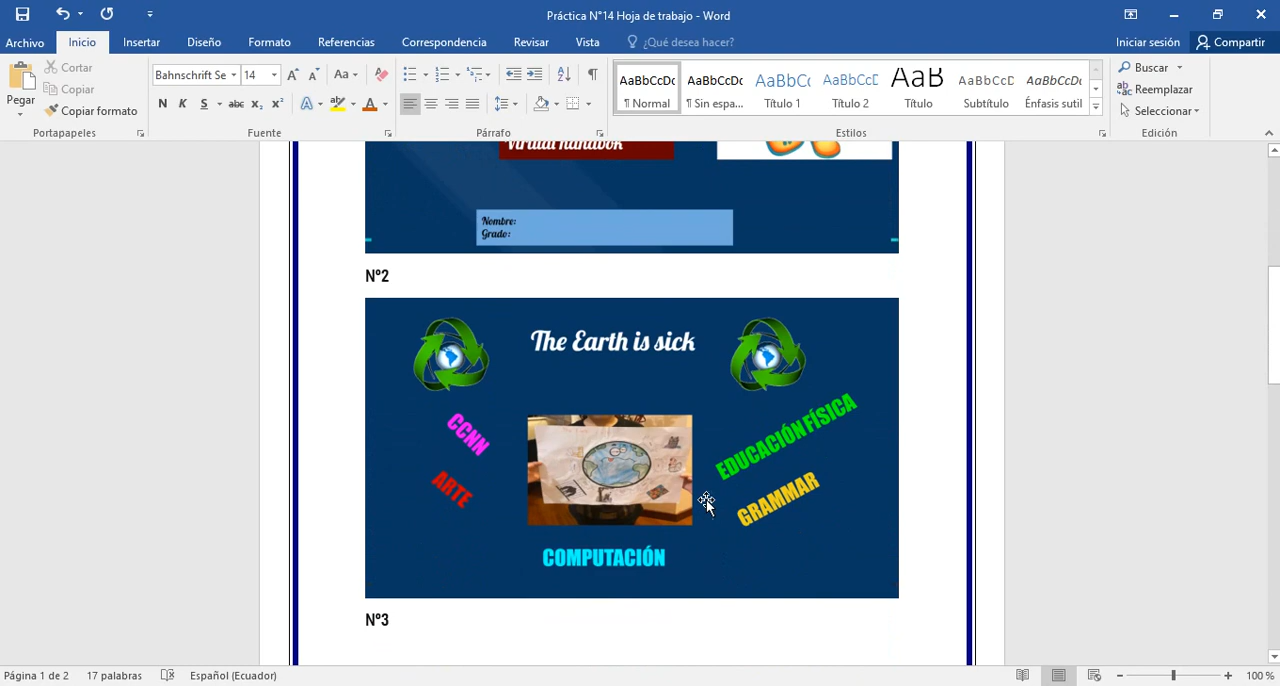 Práctica N°14 Hoja de trabajo - Word
Archivo Inicio Insertar Diseño Formato Referencias Correspondencia Revisar Vista ¿Qué desea hacer? Iniciar sesión Compartir
Pegar
Cortar
Copiar
Copiar formato
Portapapeles
Bahnschrift Se 14
Fuente
Párrafo
AaBbCcDc AaBbCcDc AaBbCc AaBbCcD AaB AaBbCcD AaBbCcDc
¶ Normal ¶ Sin espa... Título 1 Título 2 Título Subtítulo Énfasis sutil
Estilos
Buscar
Reemplazar
Seleccionar
Edición
Virtual handbok
Nombre:
Grado:
N°2
The Earth is sick
CCNN
ARTE
EDUCACIÓN FÍSICA
GRAMMAR
COMPUTACIÓN
N°3
Página 1 de 2 17 palabras Español (Ecuador) 100 %